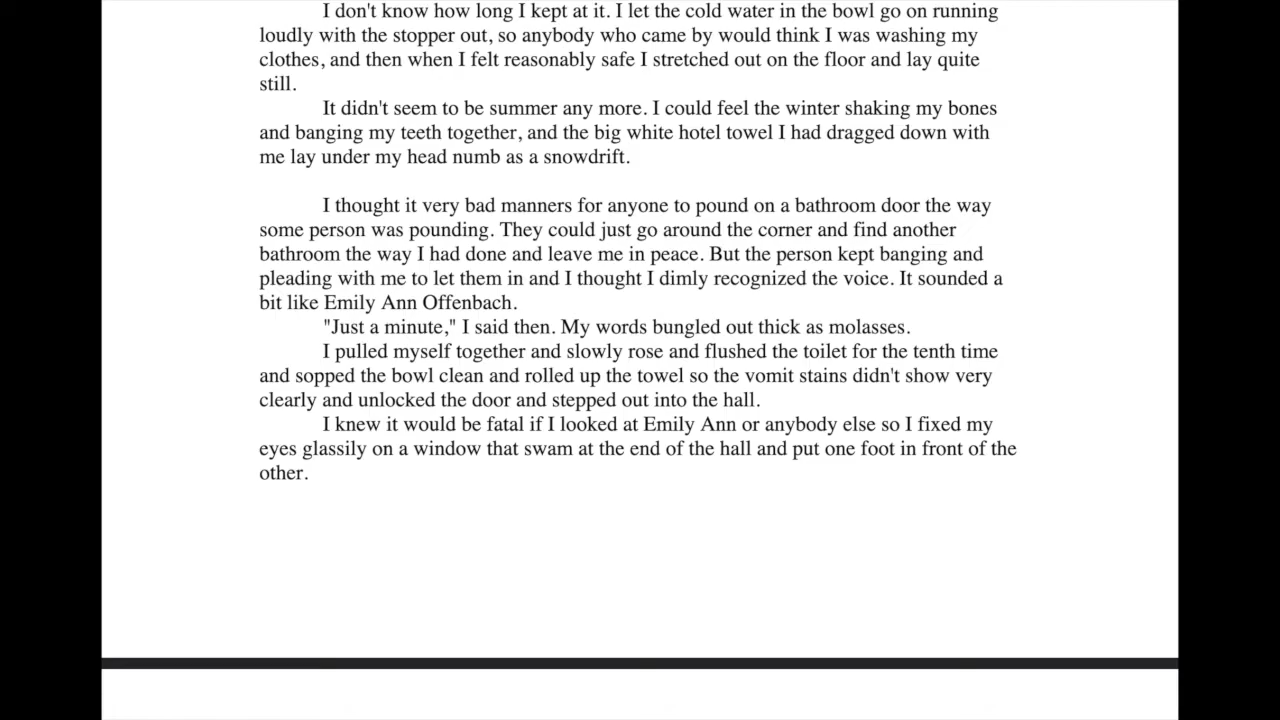 I don't know how long I kept at it. I let the cold water in the bowl go on running
loudly with the stopper out, so anybody who came by would think I was washing my
clothes, and then when I felt reasonably safe I stretched out on the floor and lay quite
still.
It didn't seem to be summer any more. I could feel the winter shaking my bones
and banging my teeth together, and the big white hotel towel I had dragged down with
me lay under my head numb as a snowdrift.
I thought it very bad manners for anyone to pound on a bathroom door the way
some person was pounding. They could just go around the corner and find another
bathroom the way I had done and leave me in peace. But the person kept banging and
pleading with me to let them in and I thought I dimly recognized the voice. It sounded a
bit like Emily Ann Offenbach.
"Just a minute," I said then. My words bungled out thick as molasses.
I pulled myself together and slowly rose and flushed the toilet for the tenth time
and sopped the bowl clean and rolled up the towel so the vomit stains didn't show very
clearly and unlocked the door and stepped out into the hall.
I knew it would be fatal if I looked at Emily Ann or anybody else so I fixed my
eyes glassily on a window that swam at the end of the hall and put one foot in front of the
other.